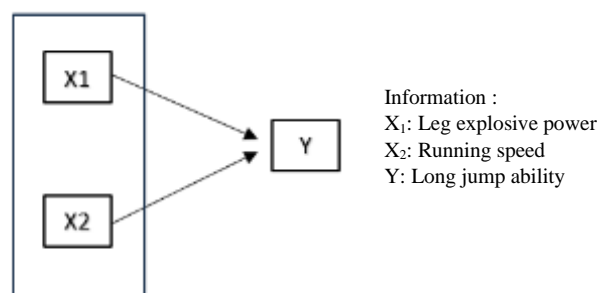 X1
X2
Y
Information :
X₁: Leg explosive power
X₂: Running speed
Y: Long jump ability